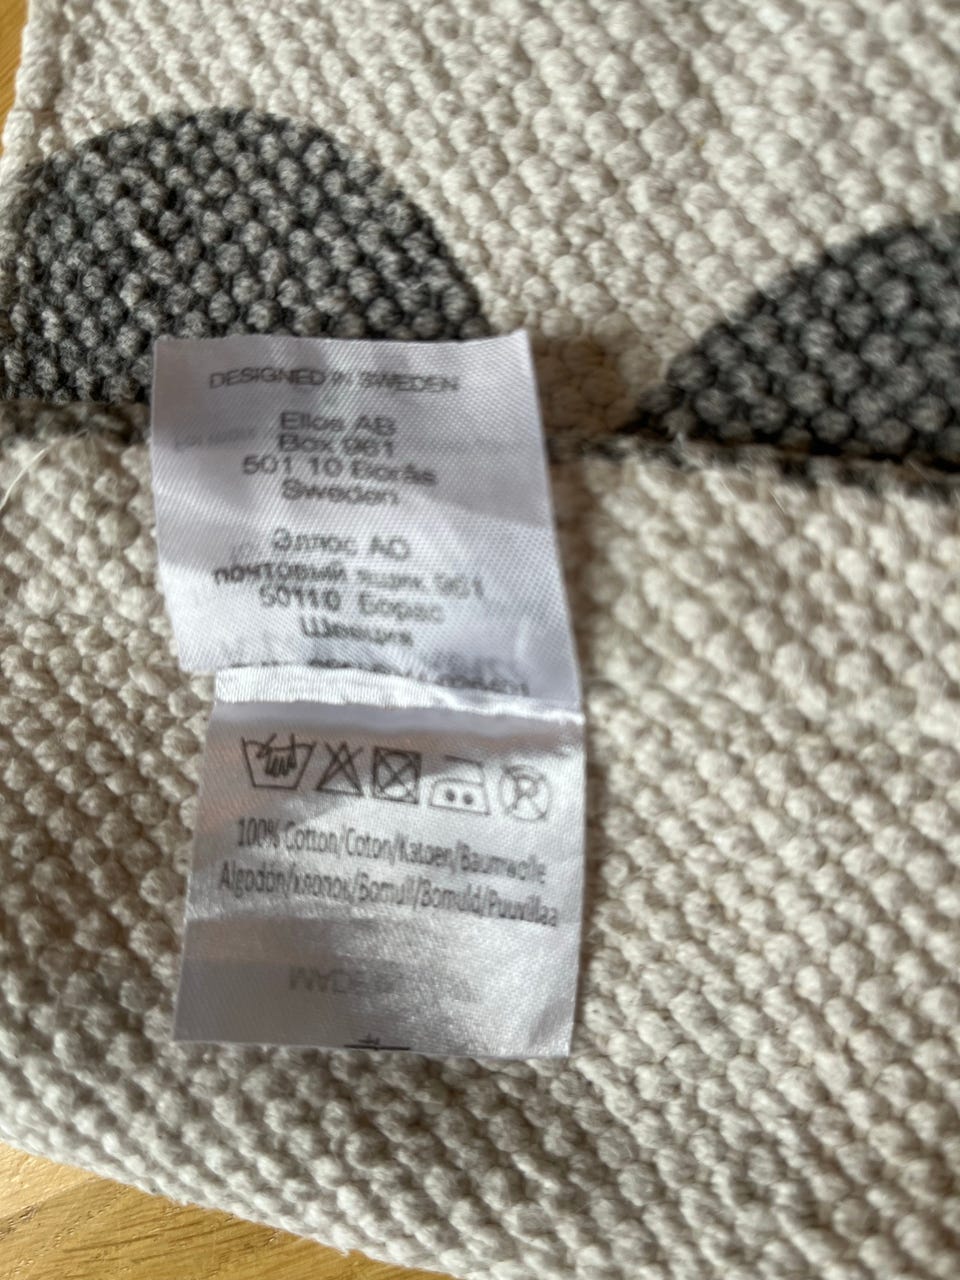 DESIGNED IN SWEDEN
Ellos AB
Box 961
501 10 Borås
Sweden
Эллос АО
почтовый ящик 961
50110 Борас
Швеция
100% Cotton/Coton/Katoen/Baumwolle
Algodón/хлопок/Bomull/Bomuld/Puuvillaa